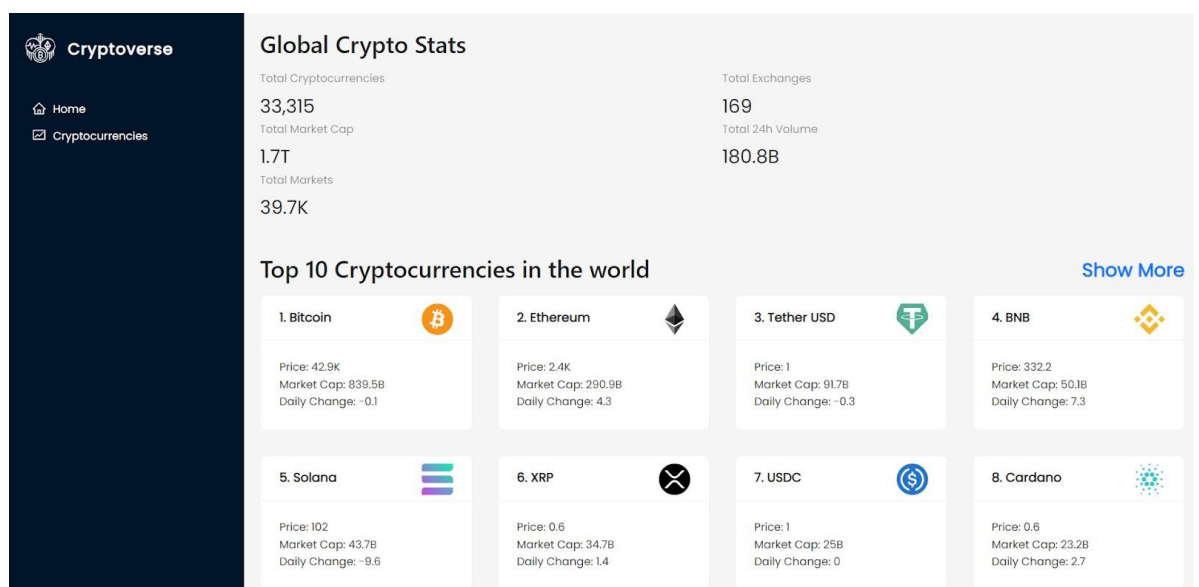 Cryptoverse
Home
Cryptocurrencies
Global Crypto Stats
Total Cryptocurrencies
33,315
Total Exchanges
169
Total Market Cap
1.7T
Total 24h Volume
180.8B
Total Markets
39.7K
Top 10 Cryptocurrencies in the world
Show More
1. Bitcoin
Price: 42.9K
Market Cap: 839.5B
Daily Change: -0.1
2. Ethereum
Price: 2.4K
Market Cap: 290.9B
Daily Change: 4.3
3. Tether USD
Price: 1
Market Cap: 91.7B
Daily Change: -0.3
4. BNB
Price: 332.2
Market Cap: 50.1B
Daily Change: 7.3
5. Solana
Price: 102
Market Cap: 43.7B
Daily Change: -9.6
6. XRP
Price: 0.6
Market Cap: 34.7B
Daily Change: 1.4
7. USDC
Price: 1
Market Cap: 25B
Daily Change: 0
8. Cardano
Price: 0.6
Market Cap: 23.2B
Daily Change: 2.7